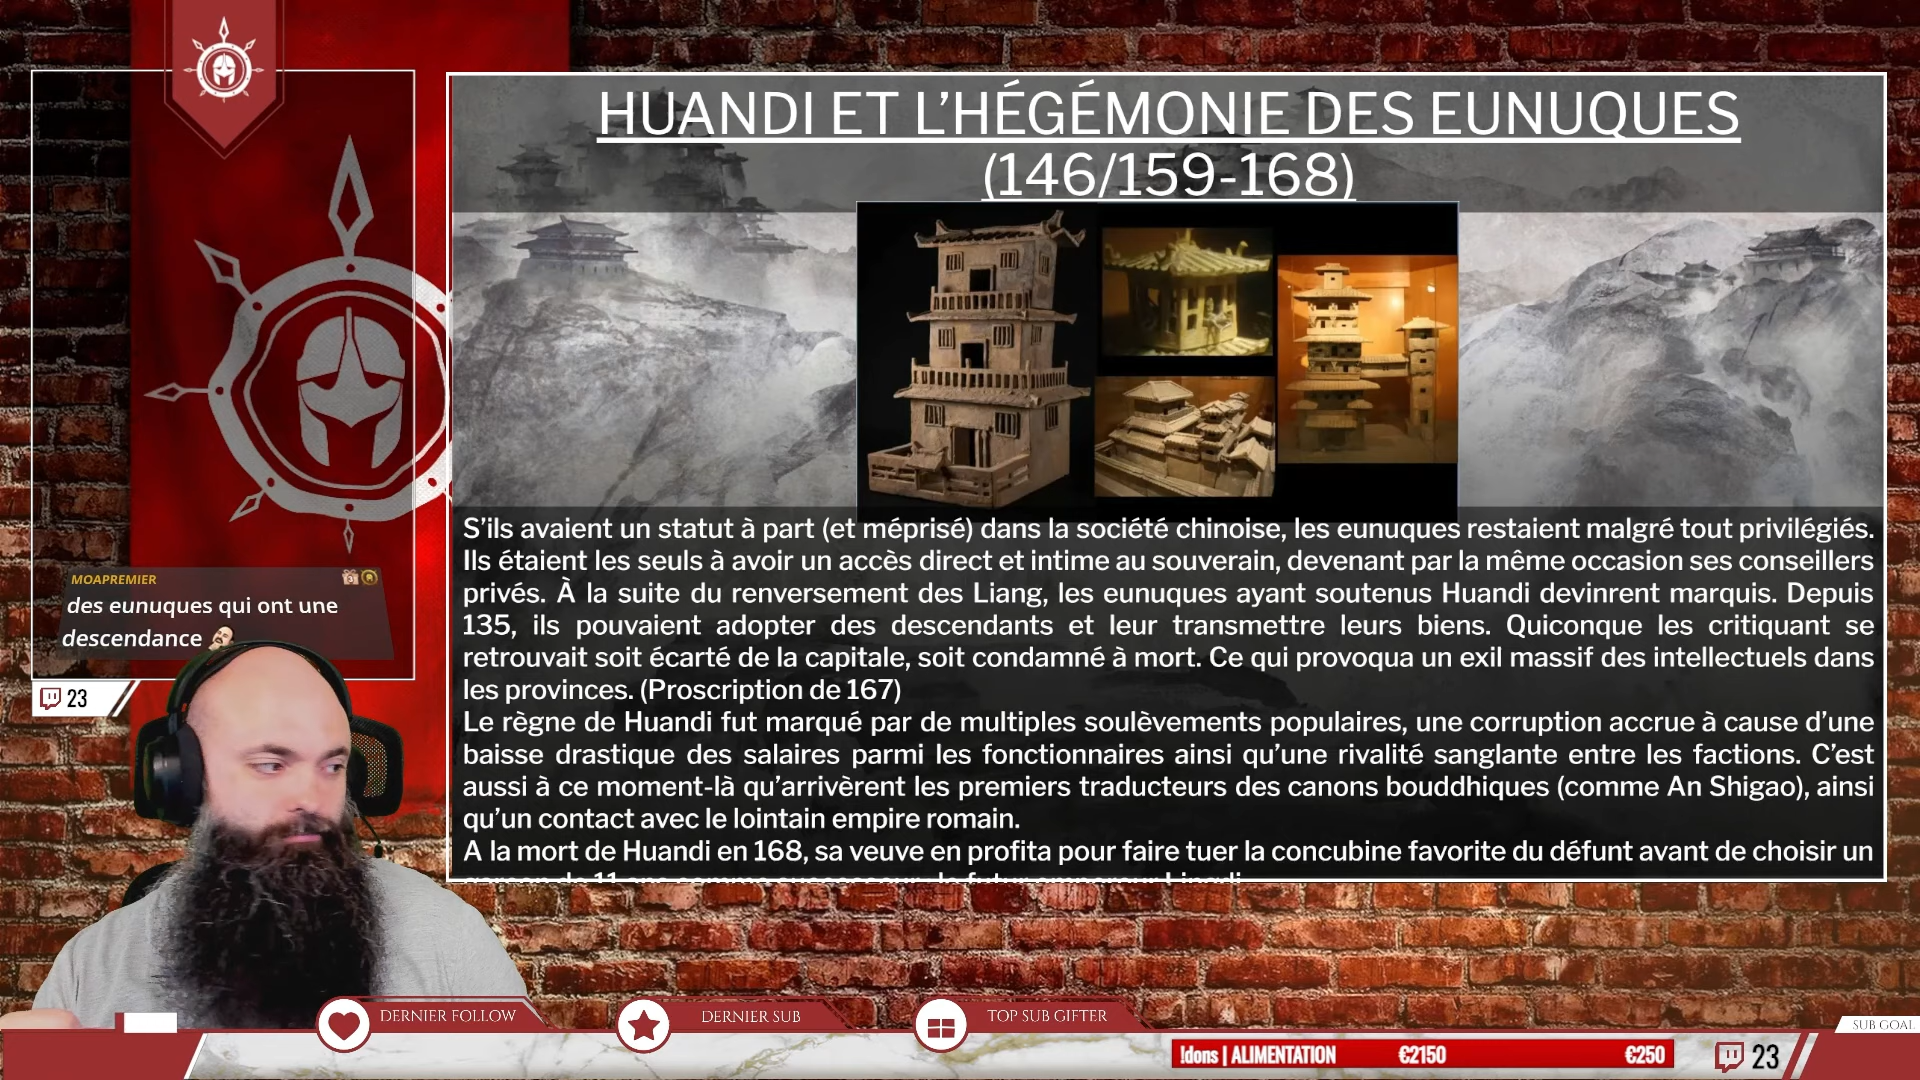 HUANDI ET L’HÉGÉMONIE DES EUNUQUES
(146/159-168)
S’ils avaient un statut à part (et méprisé) dans la société chinoise, les eunuques restaient malgré tout privilégiés.
Ils étaient les seuls à avoir un accès direct et intime au souverain, devenant par la même occasion ses conseillers
privés. À la suite du renversement des Liang, les eunuques ayant soutenus Huandi devinrent marquis. Depuis
135, ils pouvaient adopter des descendants et leur transmettre leurs biens. Quiconque les critiquant se
retrouvait soit écarté de la capitale, soit condamné à mort. Ce qui provoqua un exil massif des intellectuels dans
les provinces. (Proscription de 167)
Le règne de Huandi fut marqué par de multiples soulèvements populaires, une corruption accrue à cause d’une
baisse drastique des salaires parmi les fonctionnaires ainsi qu’une rivalité sanglante entre les factions. C’est
aussi à ce moment-là qu’arrivèrent les premiers traducteurs des canons bouddhiques (comme An Shigao), ainsi
qu’un contact avec le lointain empire romain.
A la mort de Huandi en 168, sa veuve en profita pour faire tuer la concubine favorite du défunt avant de choisir un
garçon de 11 ans comme successeur, le futur empereur Lingdi.
MOAPREMIER
des eunuques qui ont une
descendance
23
DERNIER FOLLOW
DERNIER SUB
TOP SUB GIFTER
SUB GOAL
!dons | ALIMENTATION €2150 €250
23